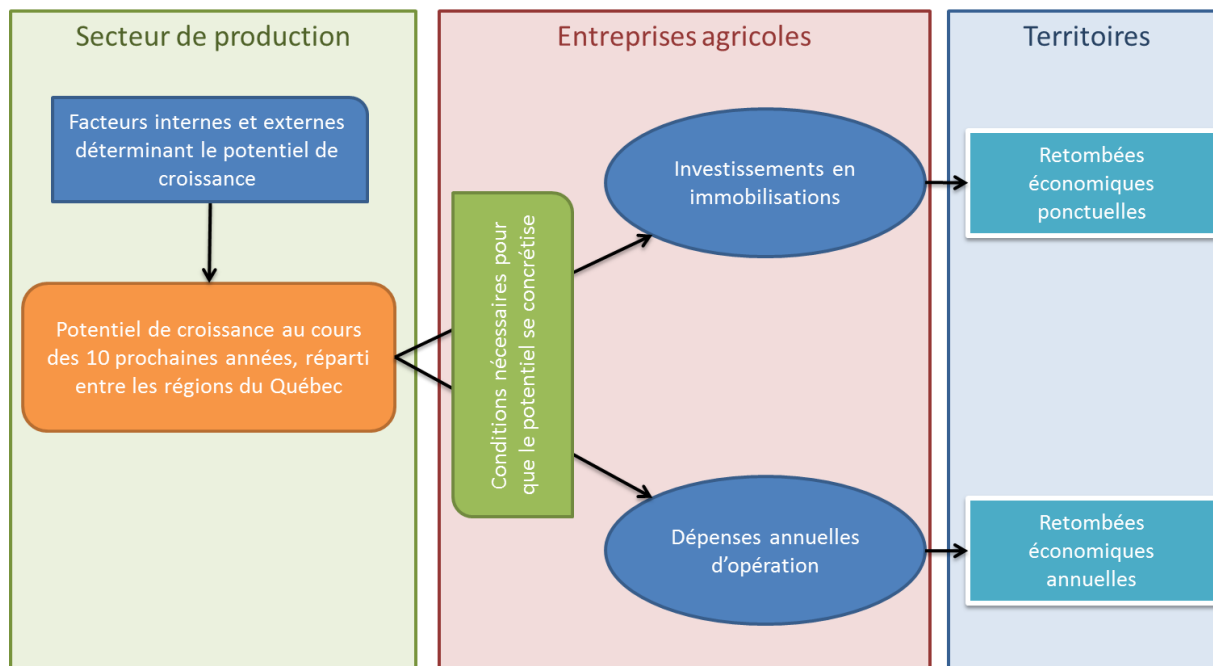 Secteur de production
Facteurs internes et externes
déterminant le potentiel de
croissance
Potentiel de croissance au cours
des 10 prochaines années, réparti
entre les régions du Québec
Entreprises agricoles
Conditions nécessaires pour
que le potentiel se concrétise
Investissements en
immobilisations
Dépenses annuelles
d’opération
Territoires
Retombées
économiques
ponctuelles
Retombées
économiques
annuelles